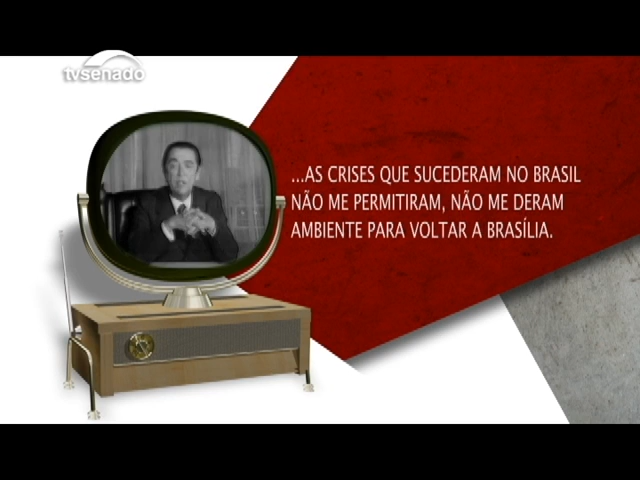 tvsenado
...AS CRISES QUE SUCEDERAM NO BRASIL
NÃO ME PERMITIRAM, NÃO ME DERAM
AMBIENTE PARA VOLTAR A BRASÍLIA.